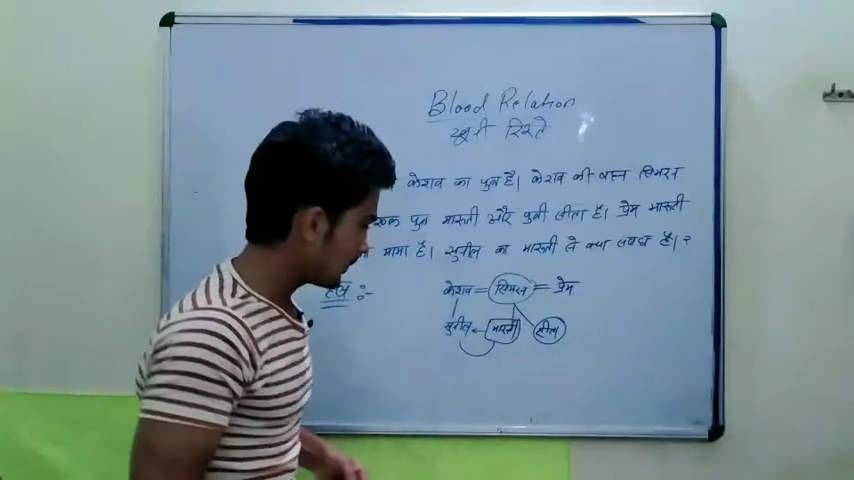 Blood Relation
खूनी रिश्ते
केशव का पुत्र है। केशव की बहन सिमरन
एक पुत्र मारूती और पुत्री लीला है। प्रेम मारूती
मामा है। सुनील का मारूती से क्या संबंध है। ?
हल :-
केशव = सिमरन = प्रेम
सुनील मारूती लीला